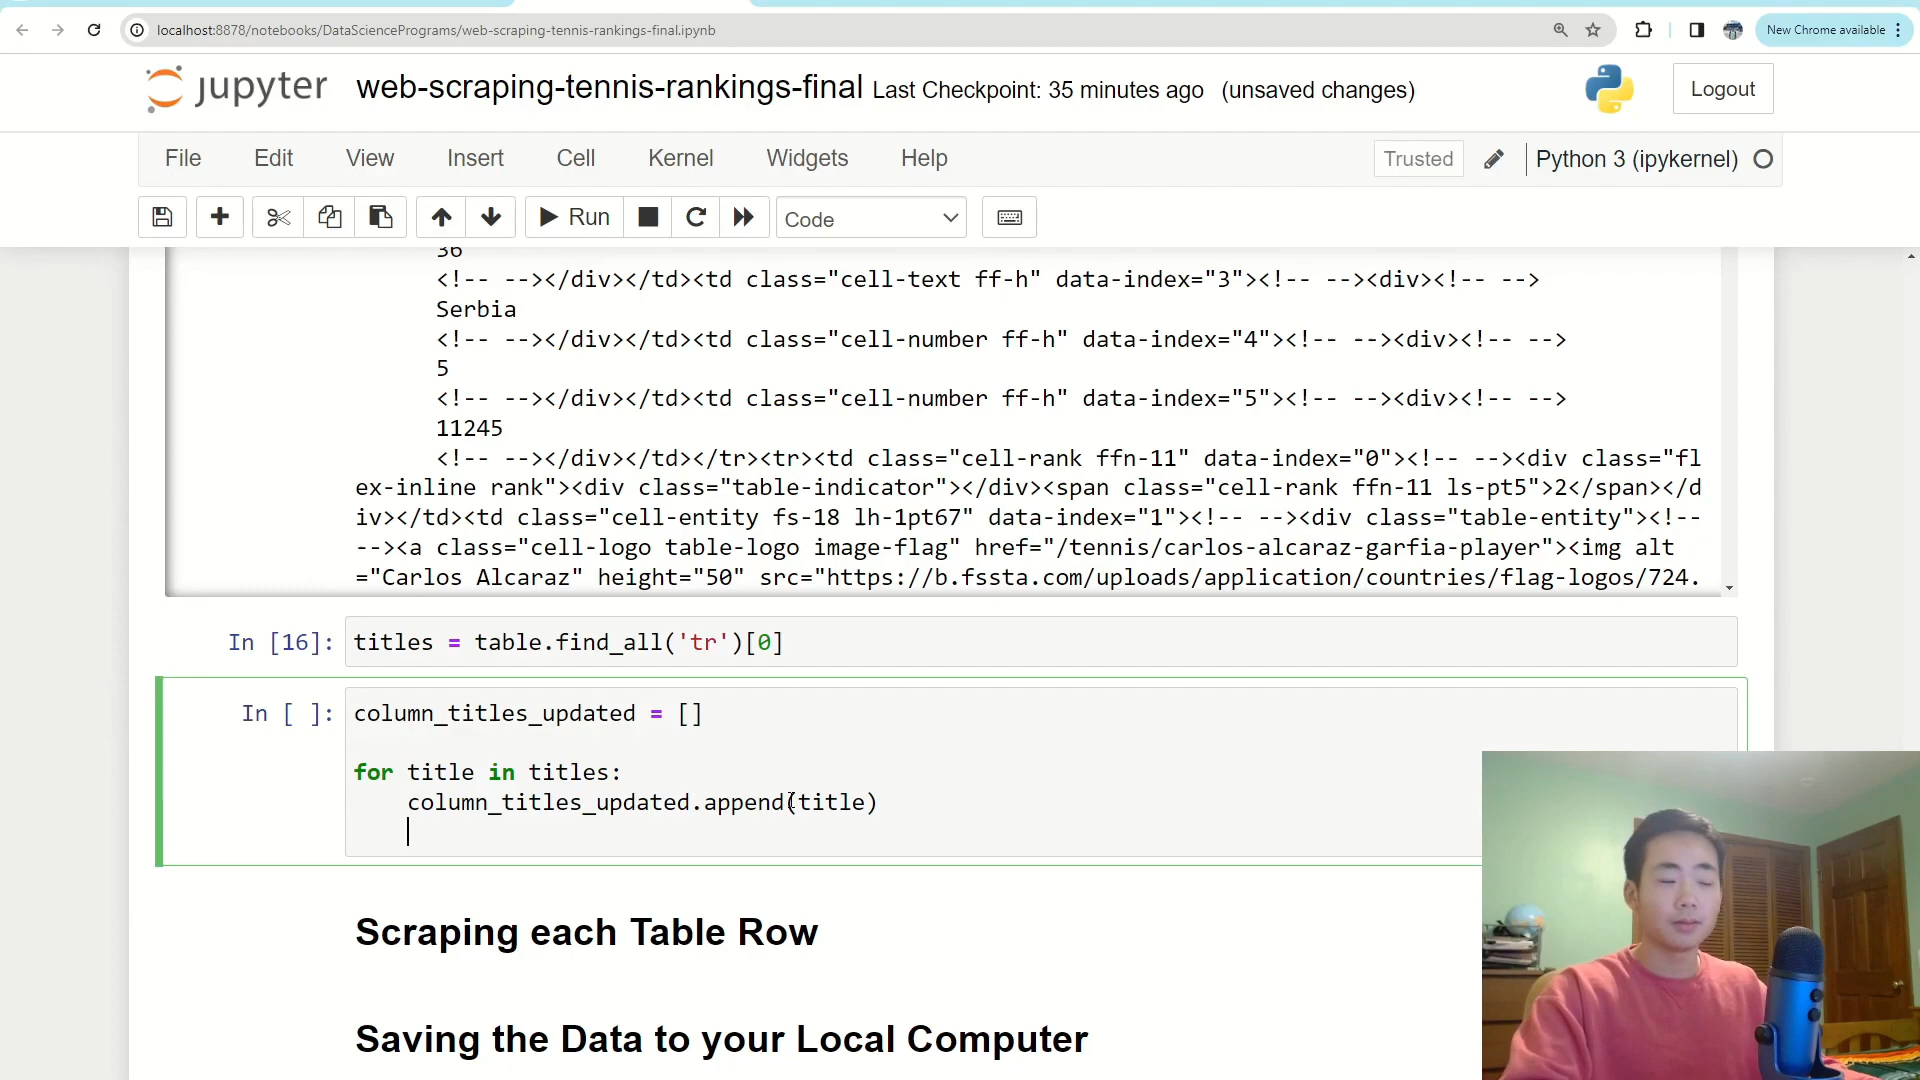 localhost:8878/notebooks/DataSciencePrograms/web-scraping-tennis-rankings-final.ipynb
New Chrome available
jupyter web-scraping-tennis-rankings-final Last Checkpoint: 35 minutes ago (unsaved changes)
Logout
File Edit View Insert Cell Kernel Widgets Help
Trusted Python 3 (ipykernel)
Run Code
36
<!-- --></div></td><td class="cell-text ff-h" data-index="3"><!-- --><div><!-- -->
Serbia
<!-- --></div></td><td class="cell-number ff-h" data-index="4"><!-- --><div><!-- -->
5
<!-- --></div></td><td class="cell-number ff-h" data-index="5"><!-- --><div><!-- -->
11245
<!-- --></div></td></tr><tr><td class="cell-rank ffn-11" data-index="0"><!-- --><div class="fl
ex-inline rank"><div class="table-indicator"></div><span class="cell-rank ffn-11 ls-pt5">2</span></d
iv></td><td class="cell-entity fs-18 lh-1pt67" data-index="1"><!-- --><div class="table-entity"><!--
--><a class="cell-logo table-logo image-flag" href="/tennis/carlos-alcaraz-garfia-player"><img alt
="Carlos Alcaraz" height="50" src="https://b.fssta.com/uploads/application/countries/flag-logos/724.
In [16]: titles = table.find_all('tr')[0]
In [ ]: column_titles_updated = []
for title in titles:
column_titles_updated.append(title)
Scraping each Table Row
Saving the Data to your Local Computer